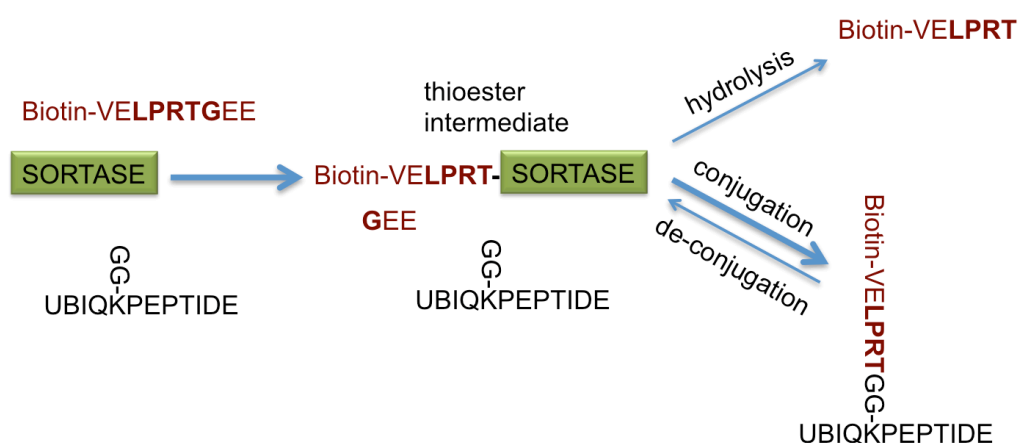 Biotin-VELPRTGEE
SORTASE
GG-
UBIQKPEPTIDE
thioester
intermediate
Biotin-VELPRT-SORTASE
GEE
GG-
UBIQKPEPTIDE
hydrolysis
Biotin-VELPRT
conjugation
de-conjugation
Biotin-VELPRTGG-
UBIQKPEPTIDE